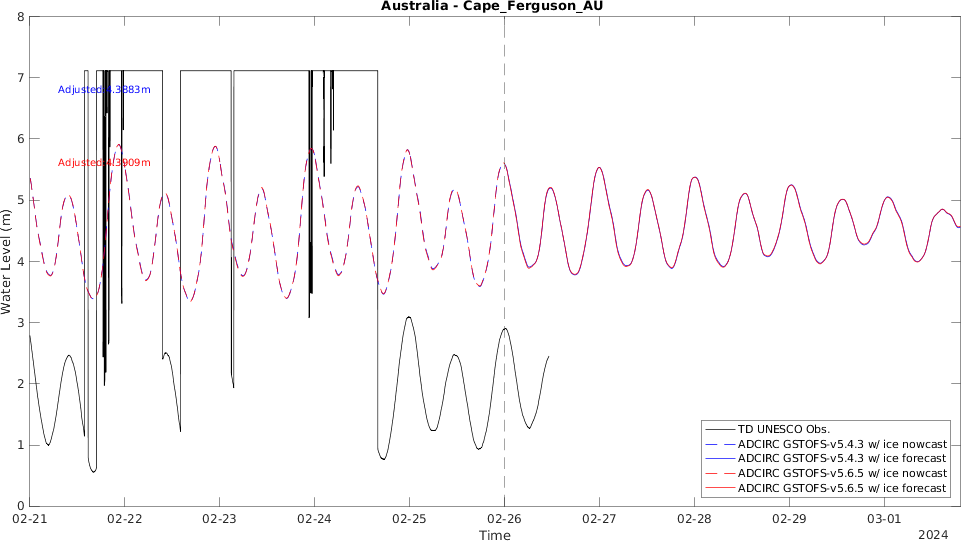 Australia - Cape_Ferguson_AU
8
7
6
5
4
3
2
1
0
Water Level (m)
Adjusted 4.3883m
Adjusted 4.3909m
TD UNESCO Obs.
ADCIRC GSTOFS-v5.4.3 w/ ice nowcast
ADCIRC GSTOFS-v5.4.3 w/ ice forecast
ADCIRC GSTOFS-v5.6.5 w/ ice nowcast
ADCIRC GSTOFS-v5.6.5 w/ ice forecast
02-21 02-22 02-23 02-24 02-25 02-26 02-27 02-28 02-29 03-01
Time
2024